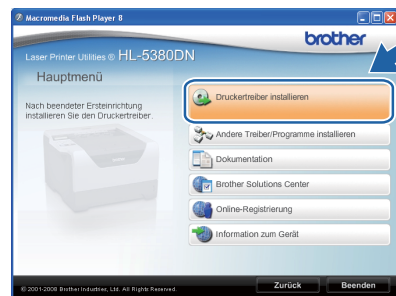 Macromedia Flash Player 8
brother
Laser Printer Utilities ® HL-5380DN
Hauptmenü
Nach beendeter Ersteinrichtung
installieren Sie den Druckertreiber.
Druckertreiber installieren
Andere Treiber/Programme installieren
Dokumentation
Brother Solutions Center
Online-Registrierung
Information zum Gerät
© 2001-2008 Brother Industries, Ltd. All Rights Reserved.
Zurück
Beenden